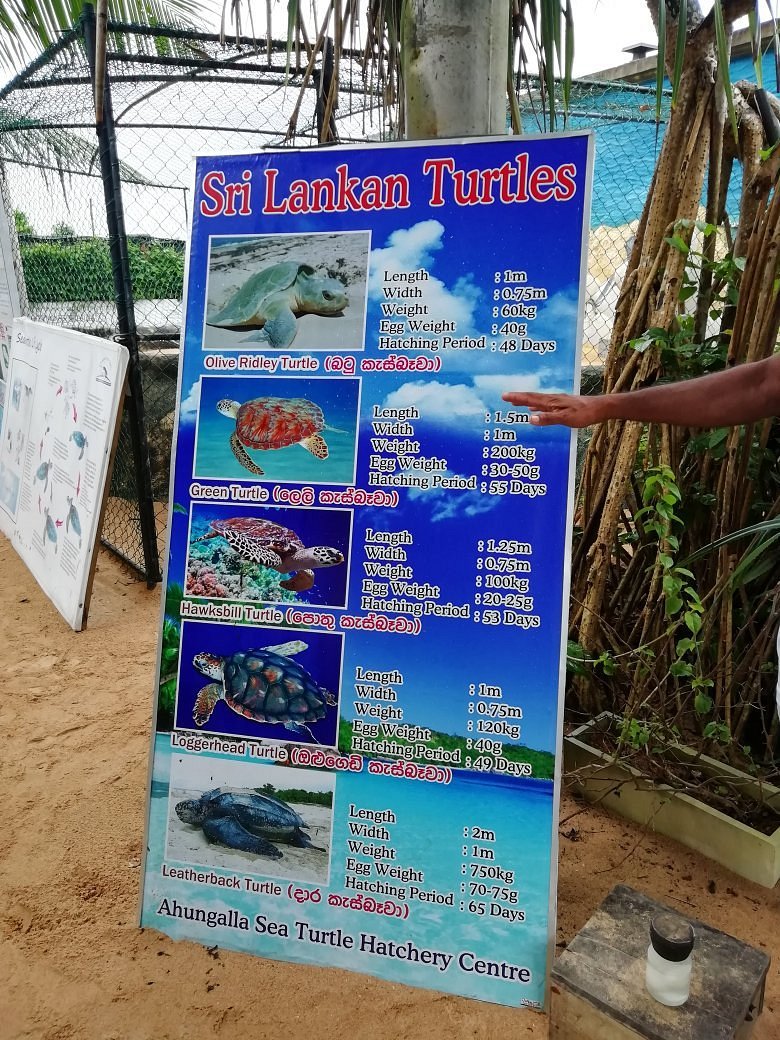 Sri Lankan Turtles
Length : 1m
Width : 0.75m
Weight : 60kg
Egg Weight : 40g
Hatching Period : 48 Days
Olive Ridley Turtle (බටු කැස්බෑවා)
Length : 1.5m
Width : 1m
Weight : 200kg
Egg Weight : 30-50g
Hatching Period : 55 Days
Green Turtle (ලෙලි කැස්බෑවා)
Length : 1.25m
Width : 0.75m
Weight : 100kg
Egg Weight : 20-25g
Hatching Period : 53 Days
Hawksbill Turtle (පොතු කැස්බෑවා)
Length : 1m
Width : 0.75m
Weight : 120kg
Egg Weight : 40g
Hatching Period : 49 Days
Loggerhead Turtle (ඔළුගෙඩි කැස්බෑවා)
Length : 2m
Width : 1m
Weight : 750kg
Egg Weight : 70-75g
Hatching Period : 65 Days
Leatherback Turtle (දාර කැස්බෑවා)
Ahungalla Sea Turtle Hatchery Centre